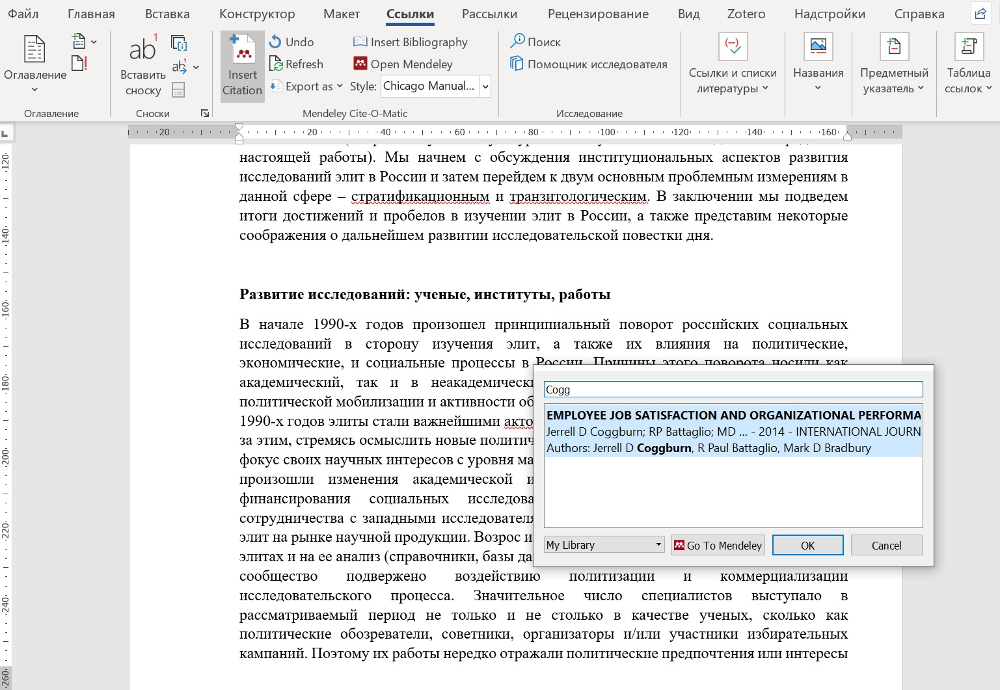 Файл Главная Вставка Конструктор Макет Ссылки Рассылки Рецензирование Вид Zotero Надстройки Справка
Оглавление
Оглавление
ab 1
Вставить
сноску
ab 1
Сноски
Insert
Citation
Undo
Refresh
Export as
Insert Bibliography
Open Mendeley
Style: Chicago Manual...
Mendeley Cite-O-Matic
Поиск
Помощник исследователя
Исследование
Ссылки и списки
литературы
Названия
Предметный
указатель
Таблица
ссылок
20 20 40 60 80 100 120 140 160
120
140
160
180
200
220
240
260
настоящей работы). Мы начнем с обсуждения институциональных аспектов развития
исследований элит в России и затем перейдем к двум основным проблемным измерениям в
данной сфере – стратификационным и транзитологическим. В заключении мы подведем
итоги достижений и пробелов в изучении элит в России, а также представим некоторые
соображения о дальнейшем развитии исследовательской повестки дня.
Развитие исследований: ученые, институты, работы
В начале 1990-х годов произошел принципиальный поворот российских социальных
исследований в сторону изучения элит, а также их влияния на политические,
экономические, и социальные процессы в России. Причины этого поворота носили как
академический, так и в неакадическ
политической мобилизации и активности об
1990-х годов элиты стали важнейшими акто
за этим, стремясь осмыслить новые политич
фокус своих научных интересов с уровня ма
произошли изменения академической и
финансирования социальных исследова
сотрудничества с западными исследователя
элит на рынке научной продукции. Возрос и
элитах и на ее анализ (справочники, базы да
сообщество подвержено воздействию политизации и коммерциализации
исследовательского процесса. Значительное число специалистов выступало в
рассматриваемый период не только и не столько в качестве ученых, сколько как
политические обозреватели, советники, организаторы и/или участники избирательных
кампаний. Поэтому их работы нередко отражали политические предпочтения или интересы
Cogg
EMPLOYEE JOB SATISFACTION AND ORGANIZATIONAL PERFORMA
Jerrell D Coggburn; RP Battaglio; MD ... - 2014 - INTERNATIONAL JOURN
Authors: Jerrell D Coggburn, R Paul Battaglio, Mark D Bradbury
My Library Go To Mendeley OK Cancel